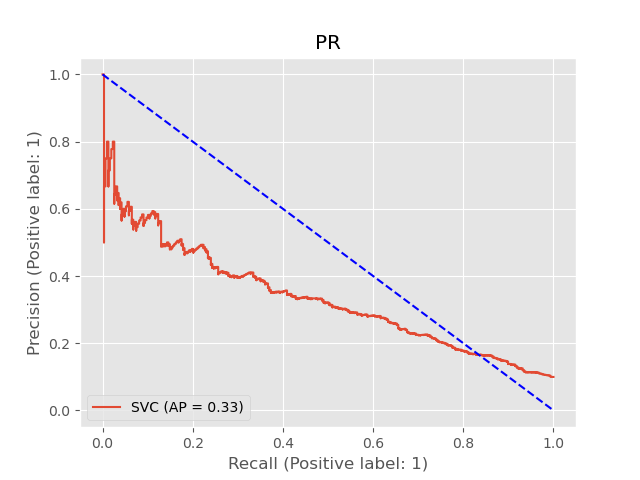 PR
Precision (Positive label: 1)
1.0
0.8
0.6
0.4
0.2
0.0
SVC (AP = 0.33)
0.0 0.2 0.4 0.6 0.8 1.0
Recall (Positive label: 1)